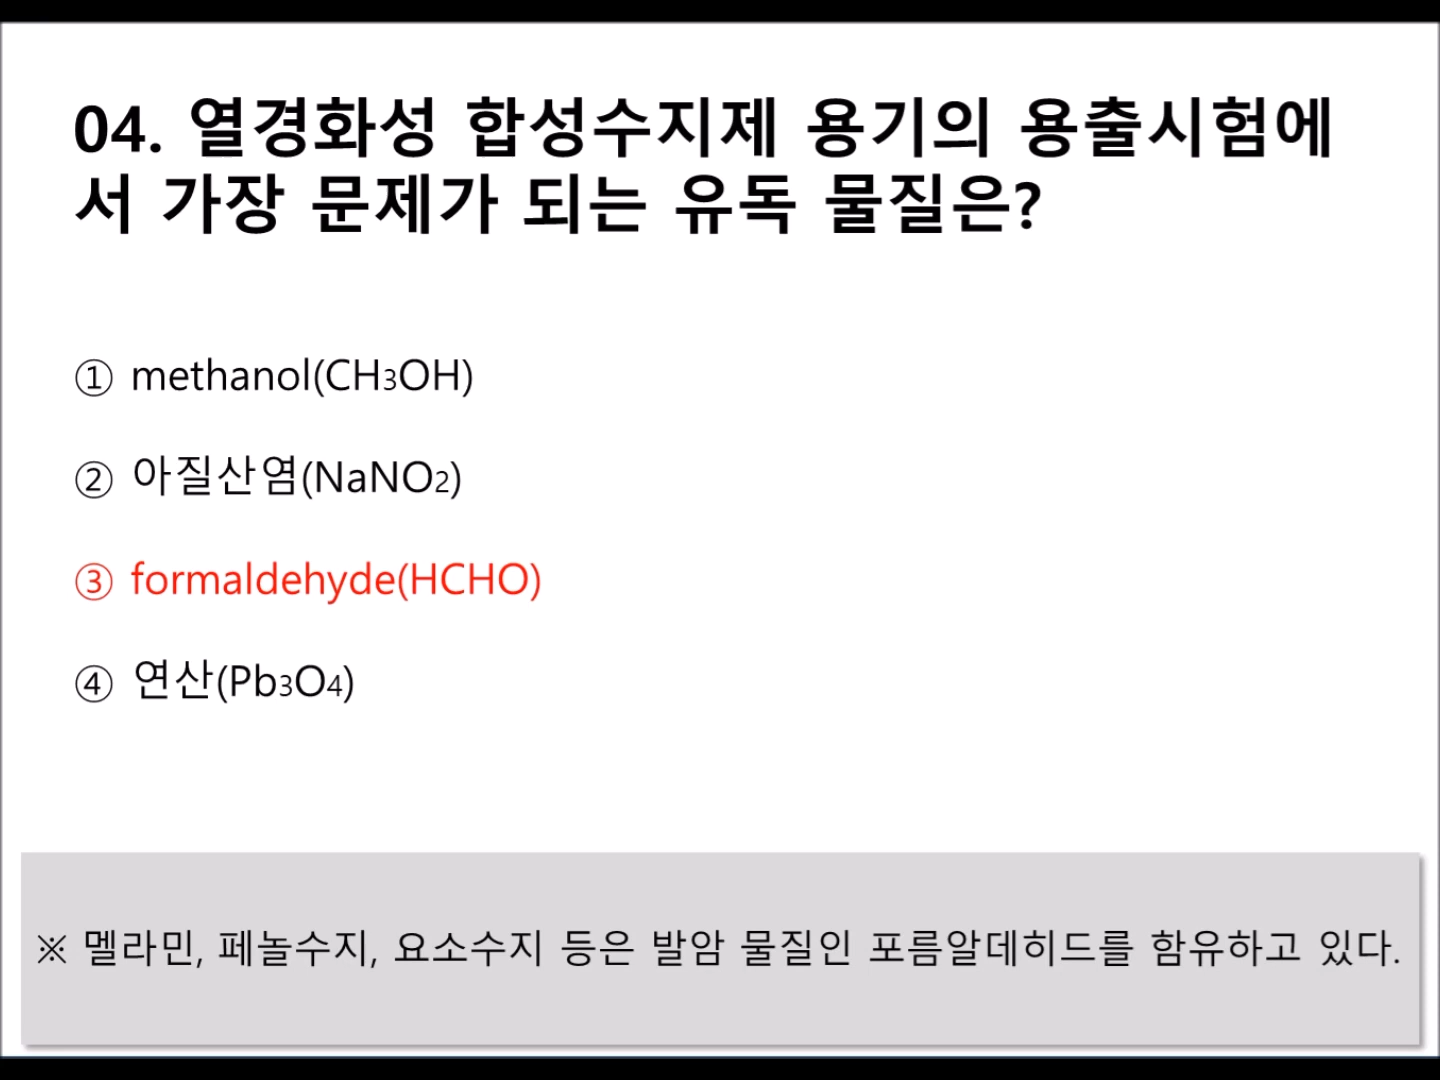 04. 열경화성 합성수지제 용기의 용출시험에
서 가장 문제가 되는 유독 물질은?
① methanol(CH3OH)
② 아질산염(NaNO2)
③ formaldehyde(HCHO)
④ 연산(Pb3O4)
※ 멜라민, 페놀수지, 요소수지 등은 발암 물질인 포름알데히드를 함유하고 있다.